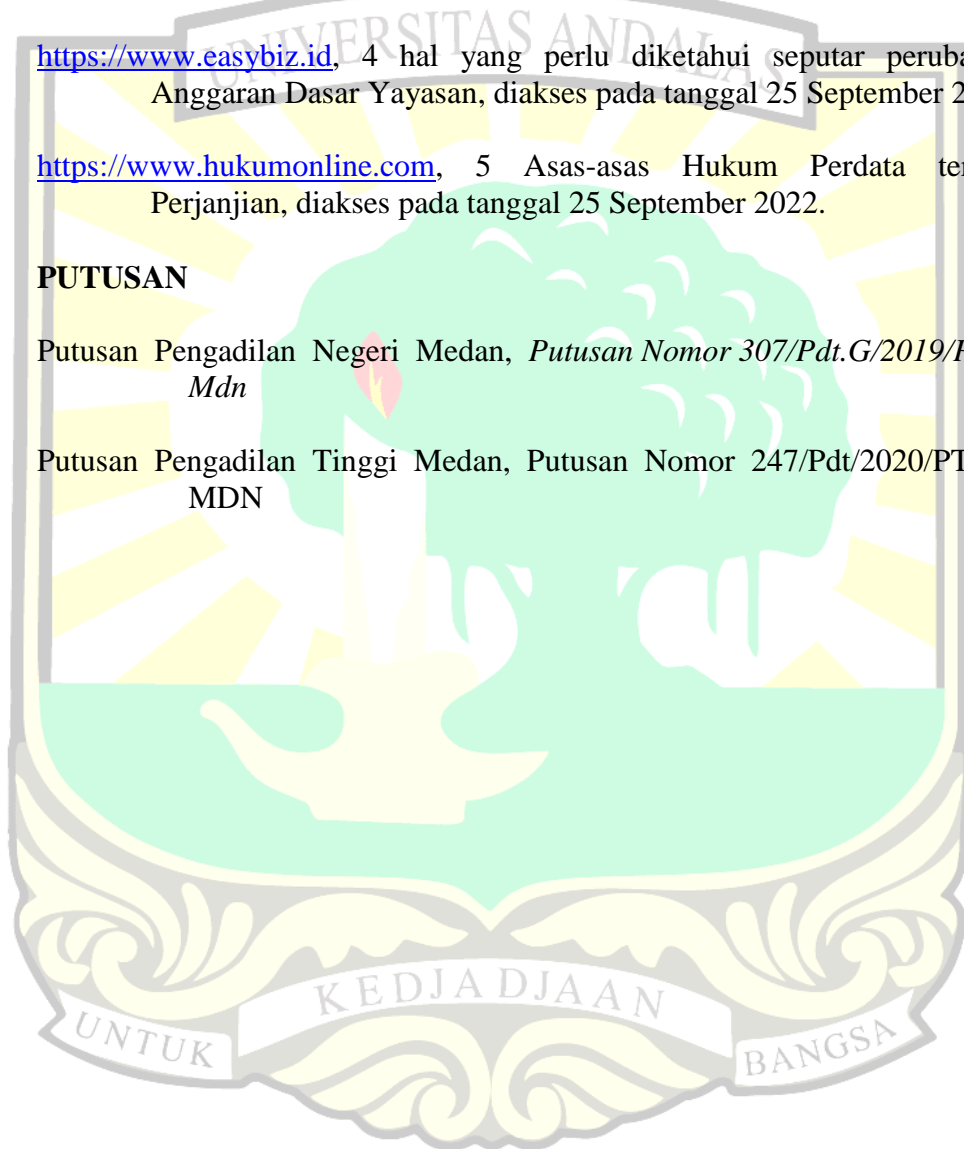 UNIVERSITAS ANDALAS
https://www.easybiz.id, 4 hal yang perlu diketahui seputar
Anggaran Dasar Yayasan, diakses pada tanggal 25 September
https://www.hukumonline.com, 5 Asas-asas Hukum Perdata
Perjanjian, diakses pada tanggal 25 September 2022.
PUTUSAN
Putusan Pengadilan Negeri Medan, Putusan Nomor 307/Pdt.G/2019/
Mdn
Putusan Pengadilan Tinggi Medan, Putusan Nomor 247/Pdt/2020/PT
MDN
UNTUK KEDJADJAAN BANGSA